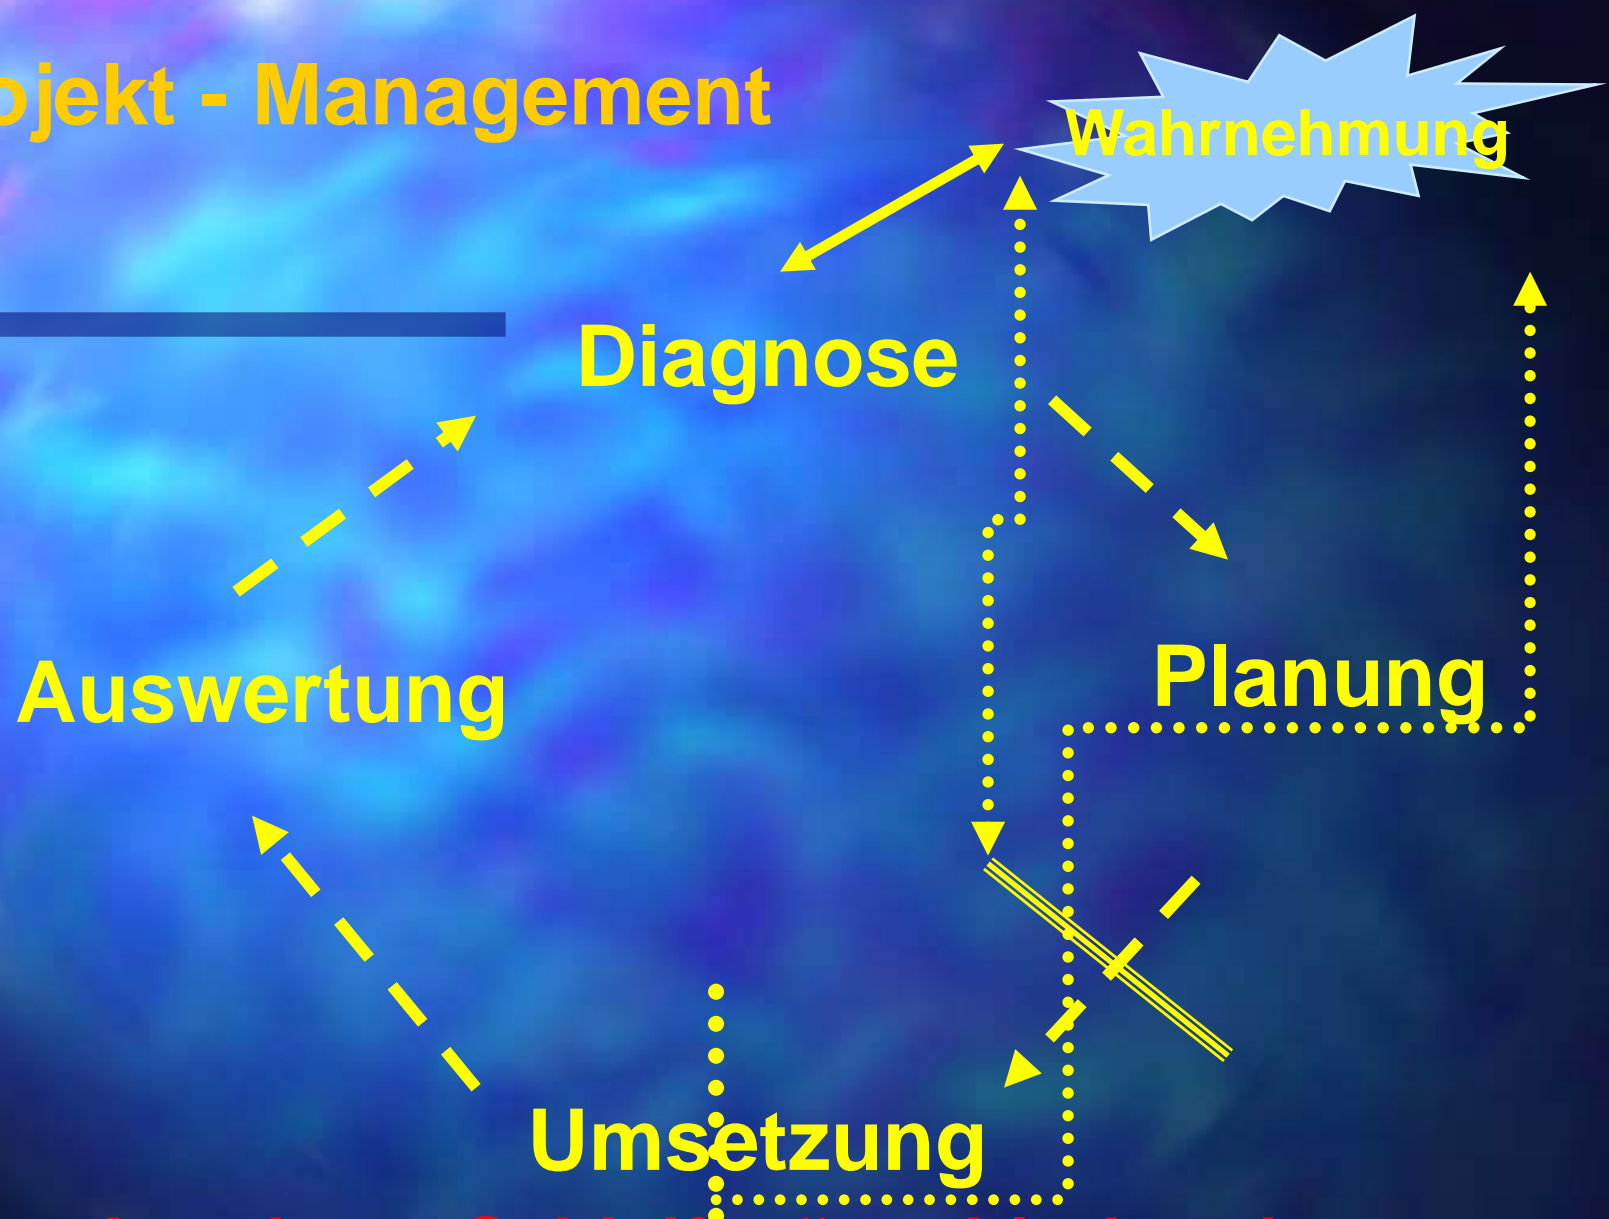 ojekt - Management
Wahrnehmung
Diagnose
Auswertung
Planung
Umsetzung